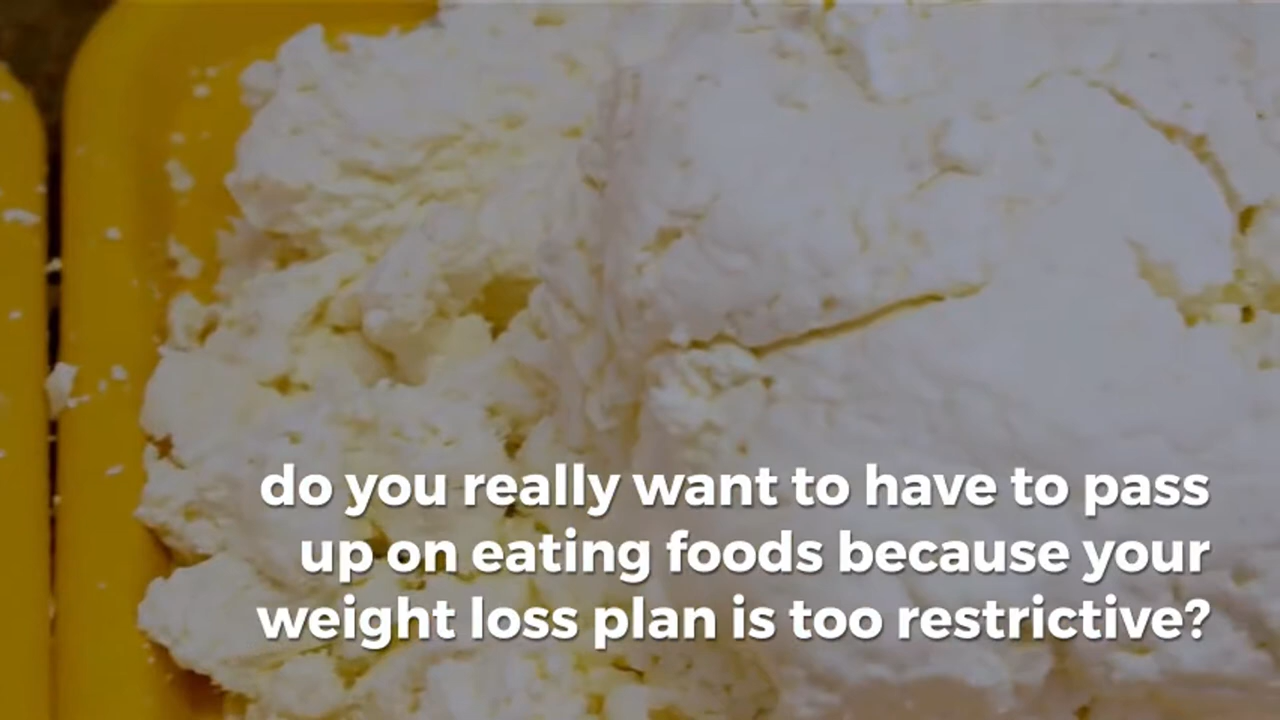 do you really want to have to pass
up on eating foods because your
weight loss plan is too restrictive?